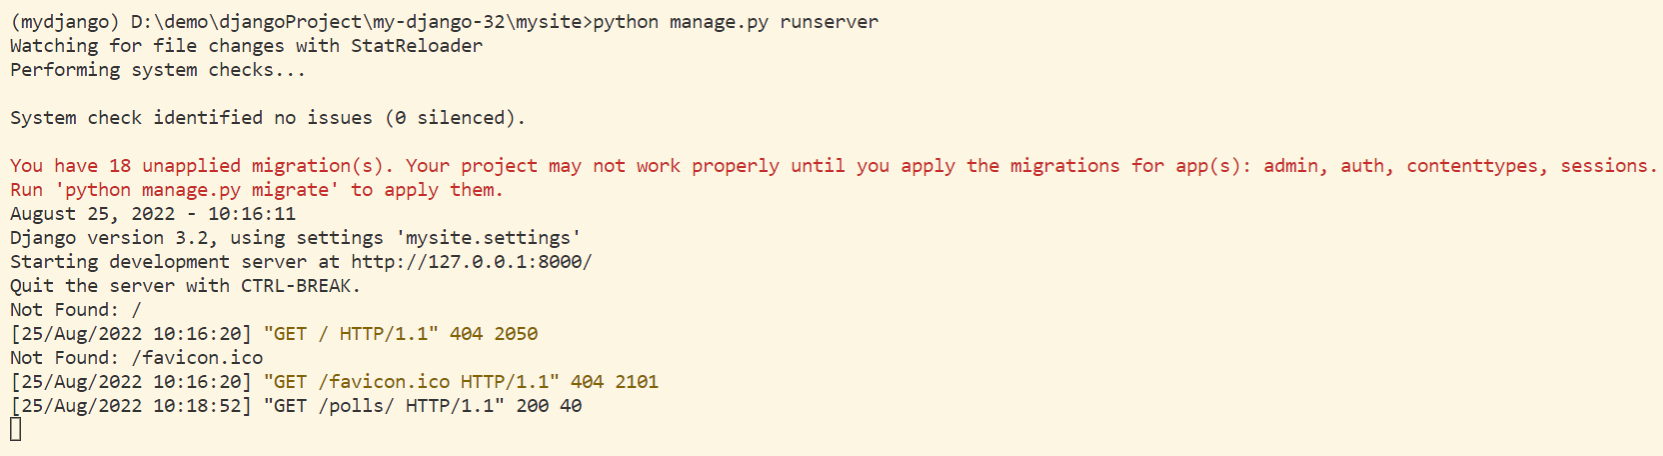 (mydjango) D:\demo\djangoProject\my-django-32\mysite>python manage.py runserver
Watching for file changes with StatReloader
Performing system checks...
System check identified no issues (0 silenced).
You have 18 unapplied migration(s). Your project may not work properly until you apply the migrations for app(s): admin, auth, contenttypes, sessions.
Run 'python manage.py migrate' to apply them.
August 25, 2022 - 10:16:11
Django version 3.2, using settings 'mysite.settings'
Starting development server at http://127.0.0.1:8000/
Quit the server with CTRL-BREAK.
Not Found: /
[25/Aug/2022 10:16:20] "GET / HTTP/1.1" 404 2050
Not Found: /favicon.ico
[25/Aug/2022 10:16:20] "GET /favicon.ico HTTP/1.1" 404 2101
[25/Aug/2022 10:18:52] "GET /polls/ HTTP/1.1" 200 40